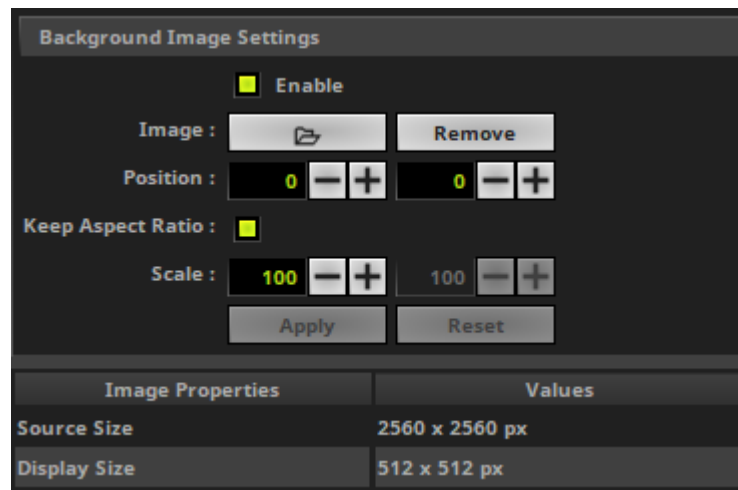 Background Image Settings
Enable
Image : Remove
Position : 0 0
Keep Aspect Ratio :
Scale : 100 100
Apply Reset
Image Properties Values
Source Size 2560 x 2560 px
Display Size 512 x 512 px